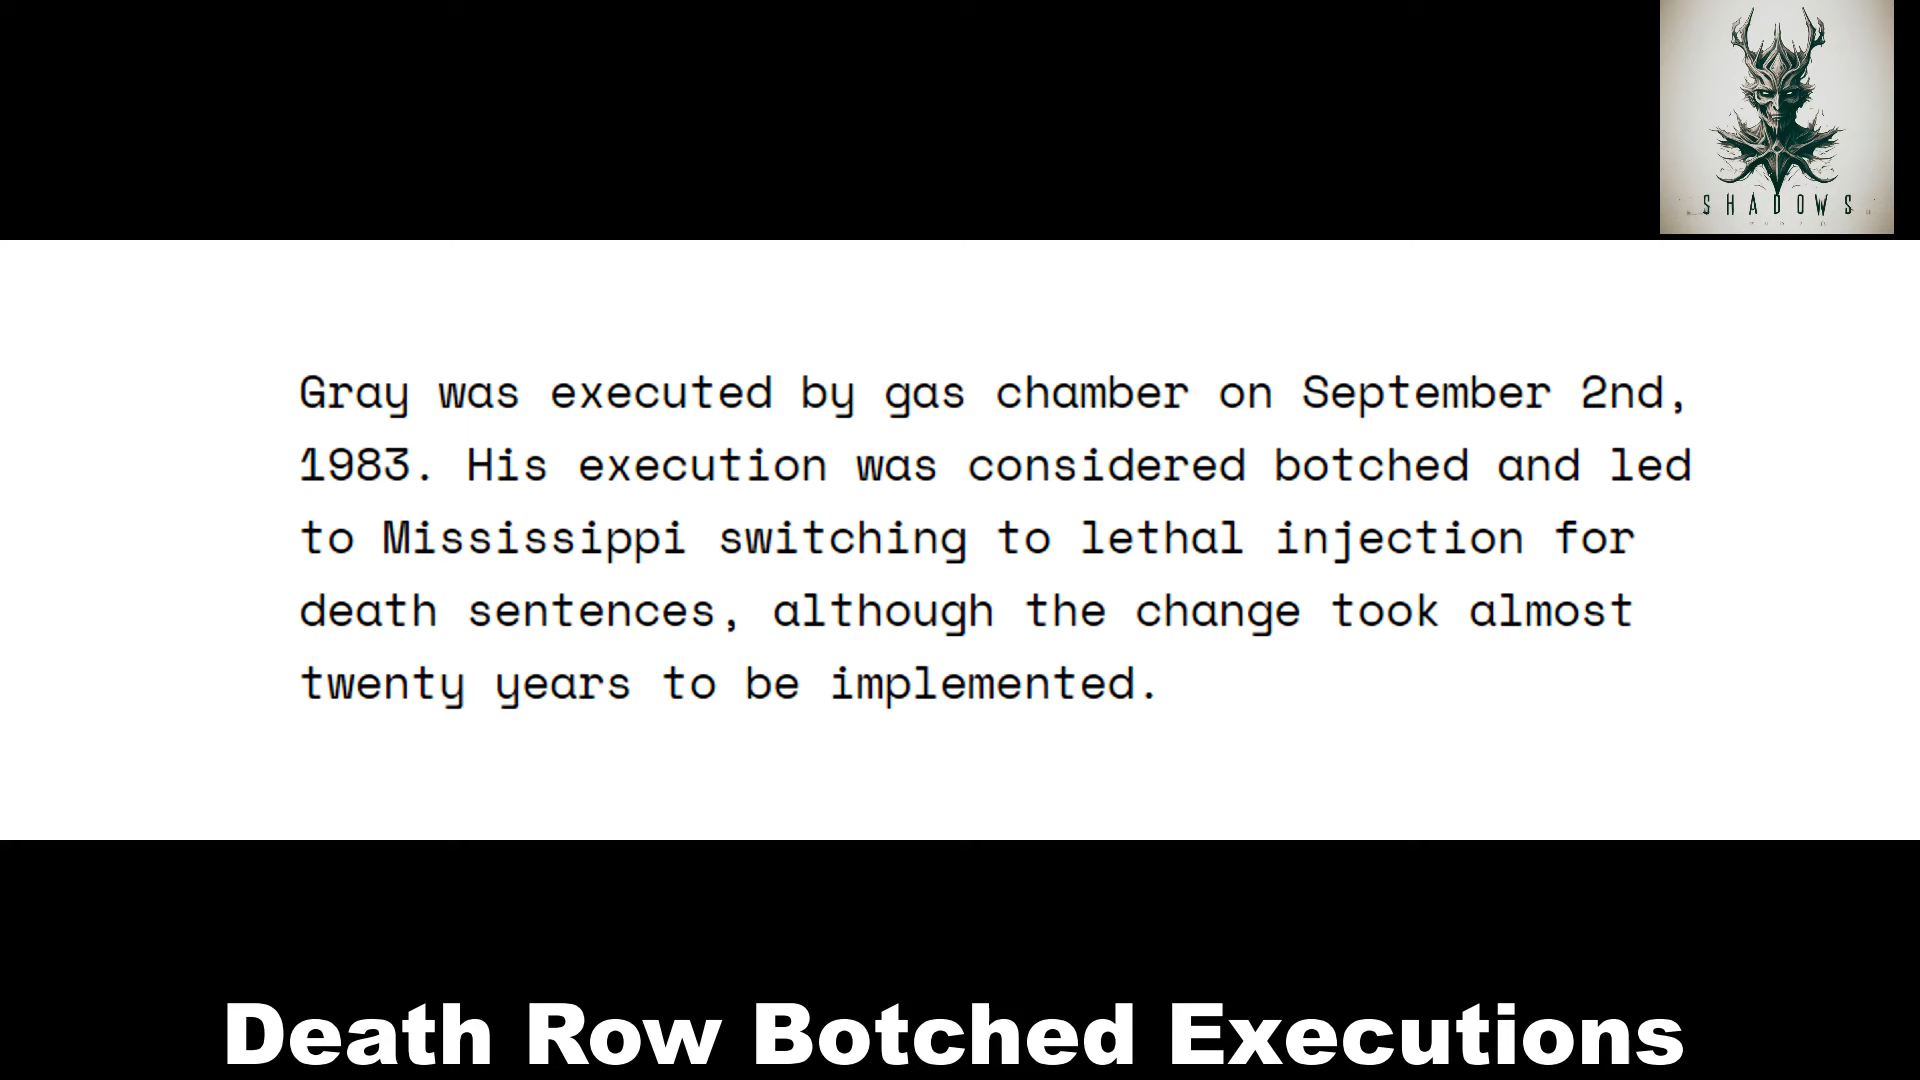 SHADOWS
Gray was executed by gas chamber on September 2nd,
1983. His execution was considered botched and led
to Mississippi switching to lethal injection for
death sentences, although the change took almost
twenty years to be implemented.
Death Row Botched Executions